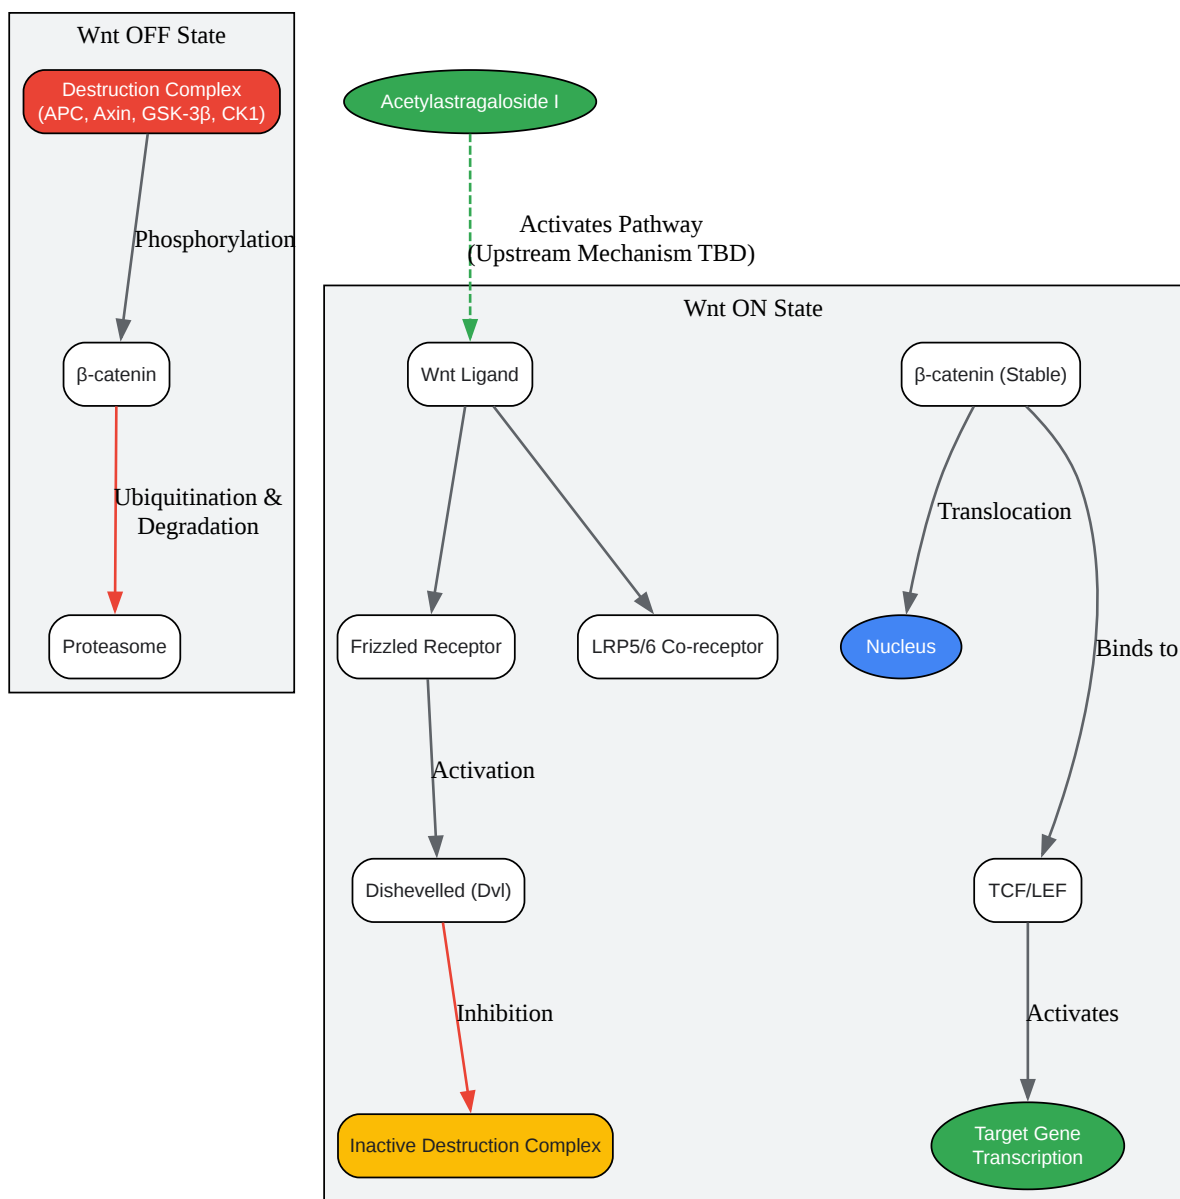 Wnt OFF State
Destruction Complex
(APC, Axin, GSK-3β, CK1)
Phosphorylation
β-catenin
Ubiquitination &
Degradation
Proteasome
Acetylastragaloside I
Activates Pathway
(Upstream Mechanism TBD)
Wnt ON State
Wnt Ligand
β-catenin (Stable)
Translocation
Frizzled Receptor
LRP5/6 Co-receptor
Nucleus
Binds to
Activation
Dishevelled (Dvl)
TCF/LEF
Inhibition
Activates
Inactive Destruction Complex
Target Gene
Transcription